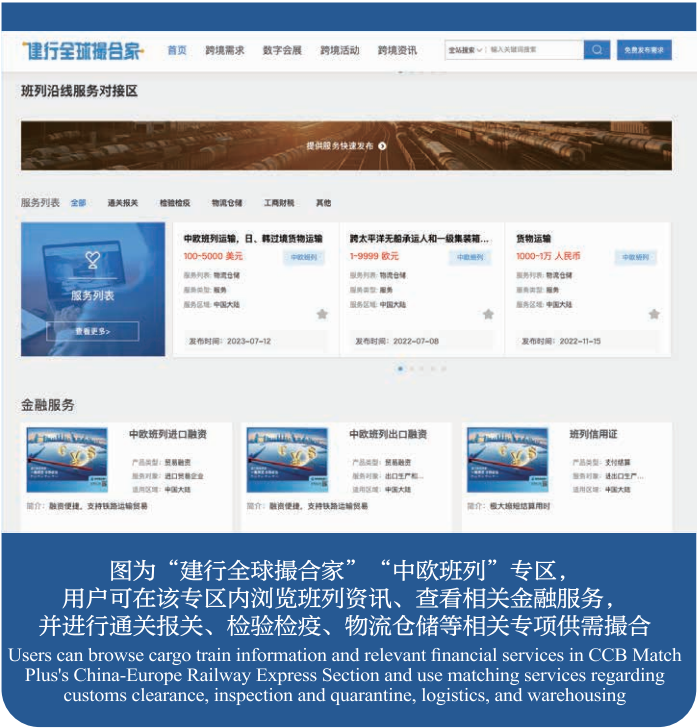 建行全球撮合家
首页 跨境需求 数字会展 跨境活动 跨境资讯 全站搜索 输入关键词搜索 免费发布需求
班列沿线服务对接区
提供服务快速发布
服务列表 全部 通关报关 检验检疫 物流仓储 工商财税 其他
服务列表
查看更多>
中欧班列运输，日、韩过境货物运输
100-5000 美元 中欧班列
服务列表: 物流仓储
服务类型: 服务
服务区域: 中国大陆
发布时间：2023-07-12
跨太平洋无船承运人和一级集装箱...
1-9999 欧元 中欧班列
服务列表: 物流仓储
服务类型: 服务
服务区域: 中国大陆
发布时间：2022-07-08
货物运输
1000-1万 人民币 中欧班列
服务列表: 物流仓储
服务类型: 服务
服务区域: 中国大陆
发布时间：2022-11-15
金融服务
中欧班列进口融资
产品类型: 贸易融资
服务对象: 进口贸易企业
适用区域: 中国大陆
简介：融资便捷，支持铁路运输贸易
中欧班列出口融资
产品类型: 贸易融资
服务对象: 出口生产和...
适用区域: 中国大陆
简介：融资便捷，支持铁路运输贸易
班列信用证
产品类型: 支付结算
服务对象: 进出口生产...
适用区域: 中国大陆
简介：极大缩短结算用时
图为“建行全球撮合家”“中欧班列”专区，
用户可在该专区内浏览班列资讯、查看相关金融服务，
并进行通关报关、检验检疫、物流仓储等相关专项供需撮合
Users can browse cargo train information and relevant financial services in CCB Match
Plus's China-Europe Railway Express Section and use matching services regarding
customs clearance, inspection and quarantine, logistics, and warehousing